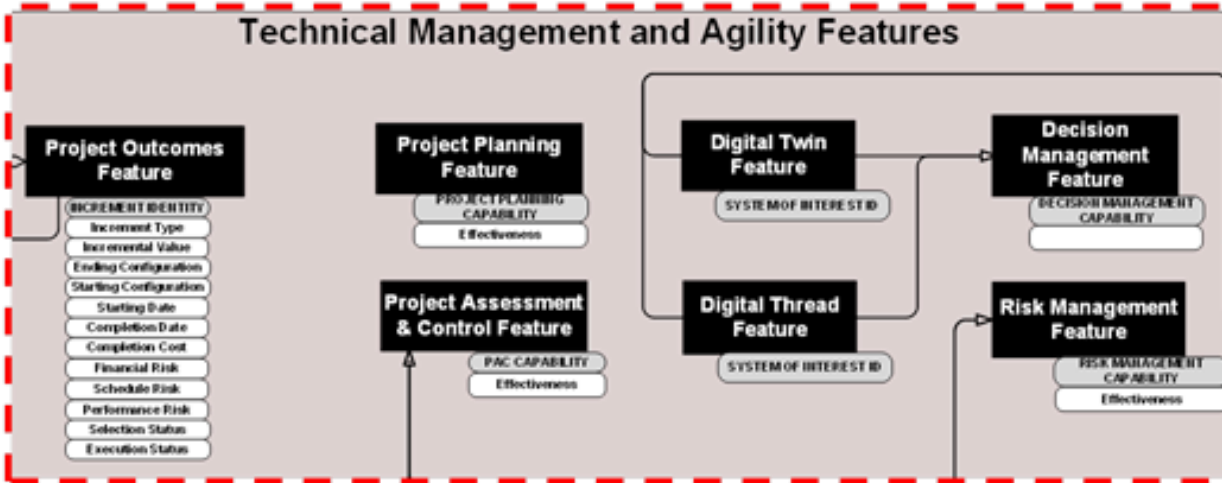 Technical Management and Agility Features
Project Outcomes
Feature
INCREMENT IDENTITY
Increment Type
Incremental Value
Ending Configuration
Starting Configuration
Starting Date
Completion Date
Completion Cost
Financial Risk
Schedule Risk
Performance Risk
Selection Status
Execution Status
Project Planning
Feature
PROJECT PLANNING
CAPABILITY
Effectiveness
Project Assessment
& Control Feature
PAC CAPABILITY
Effectiveness
Digital Twin
Feature
SYSTEM OF INTEREST ID
Digital Thread
Feature
SYSTEM OF INTEREST ID
Decision
Management
Feature
DECISION MANAGEMENT
CAPABILITY
Risk Management
Feature
RISK MANAGEMENT
CAPABILITY
Effectiveness